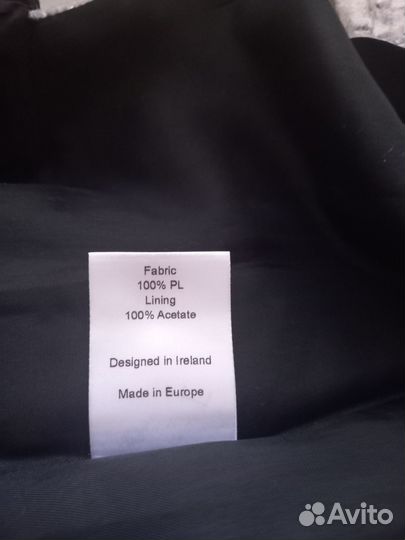 Fabric
100% PL
Lining
100% Acetate
Designed in Ireland
Made in Europe
Avito